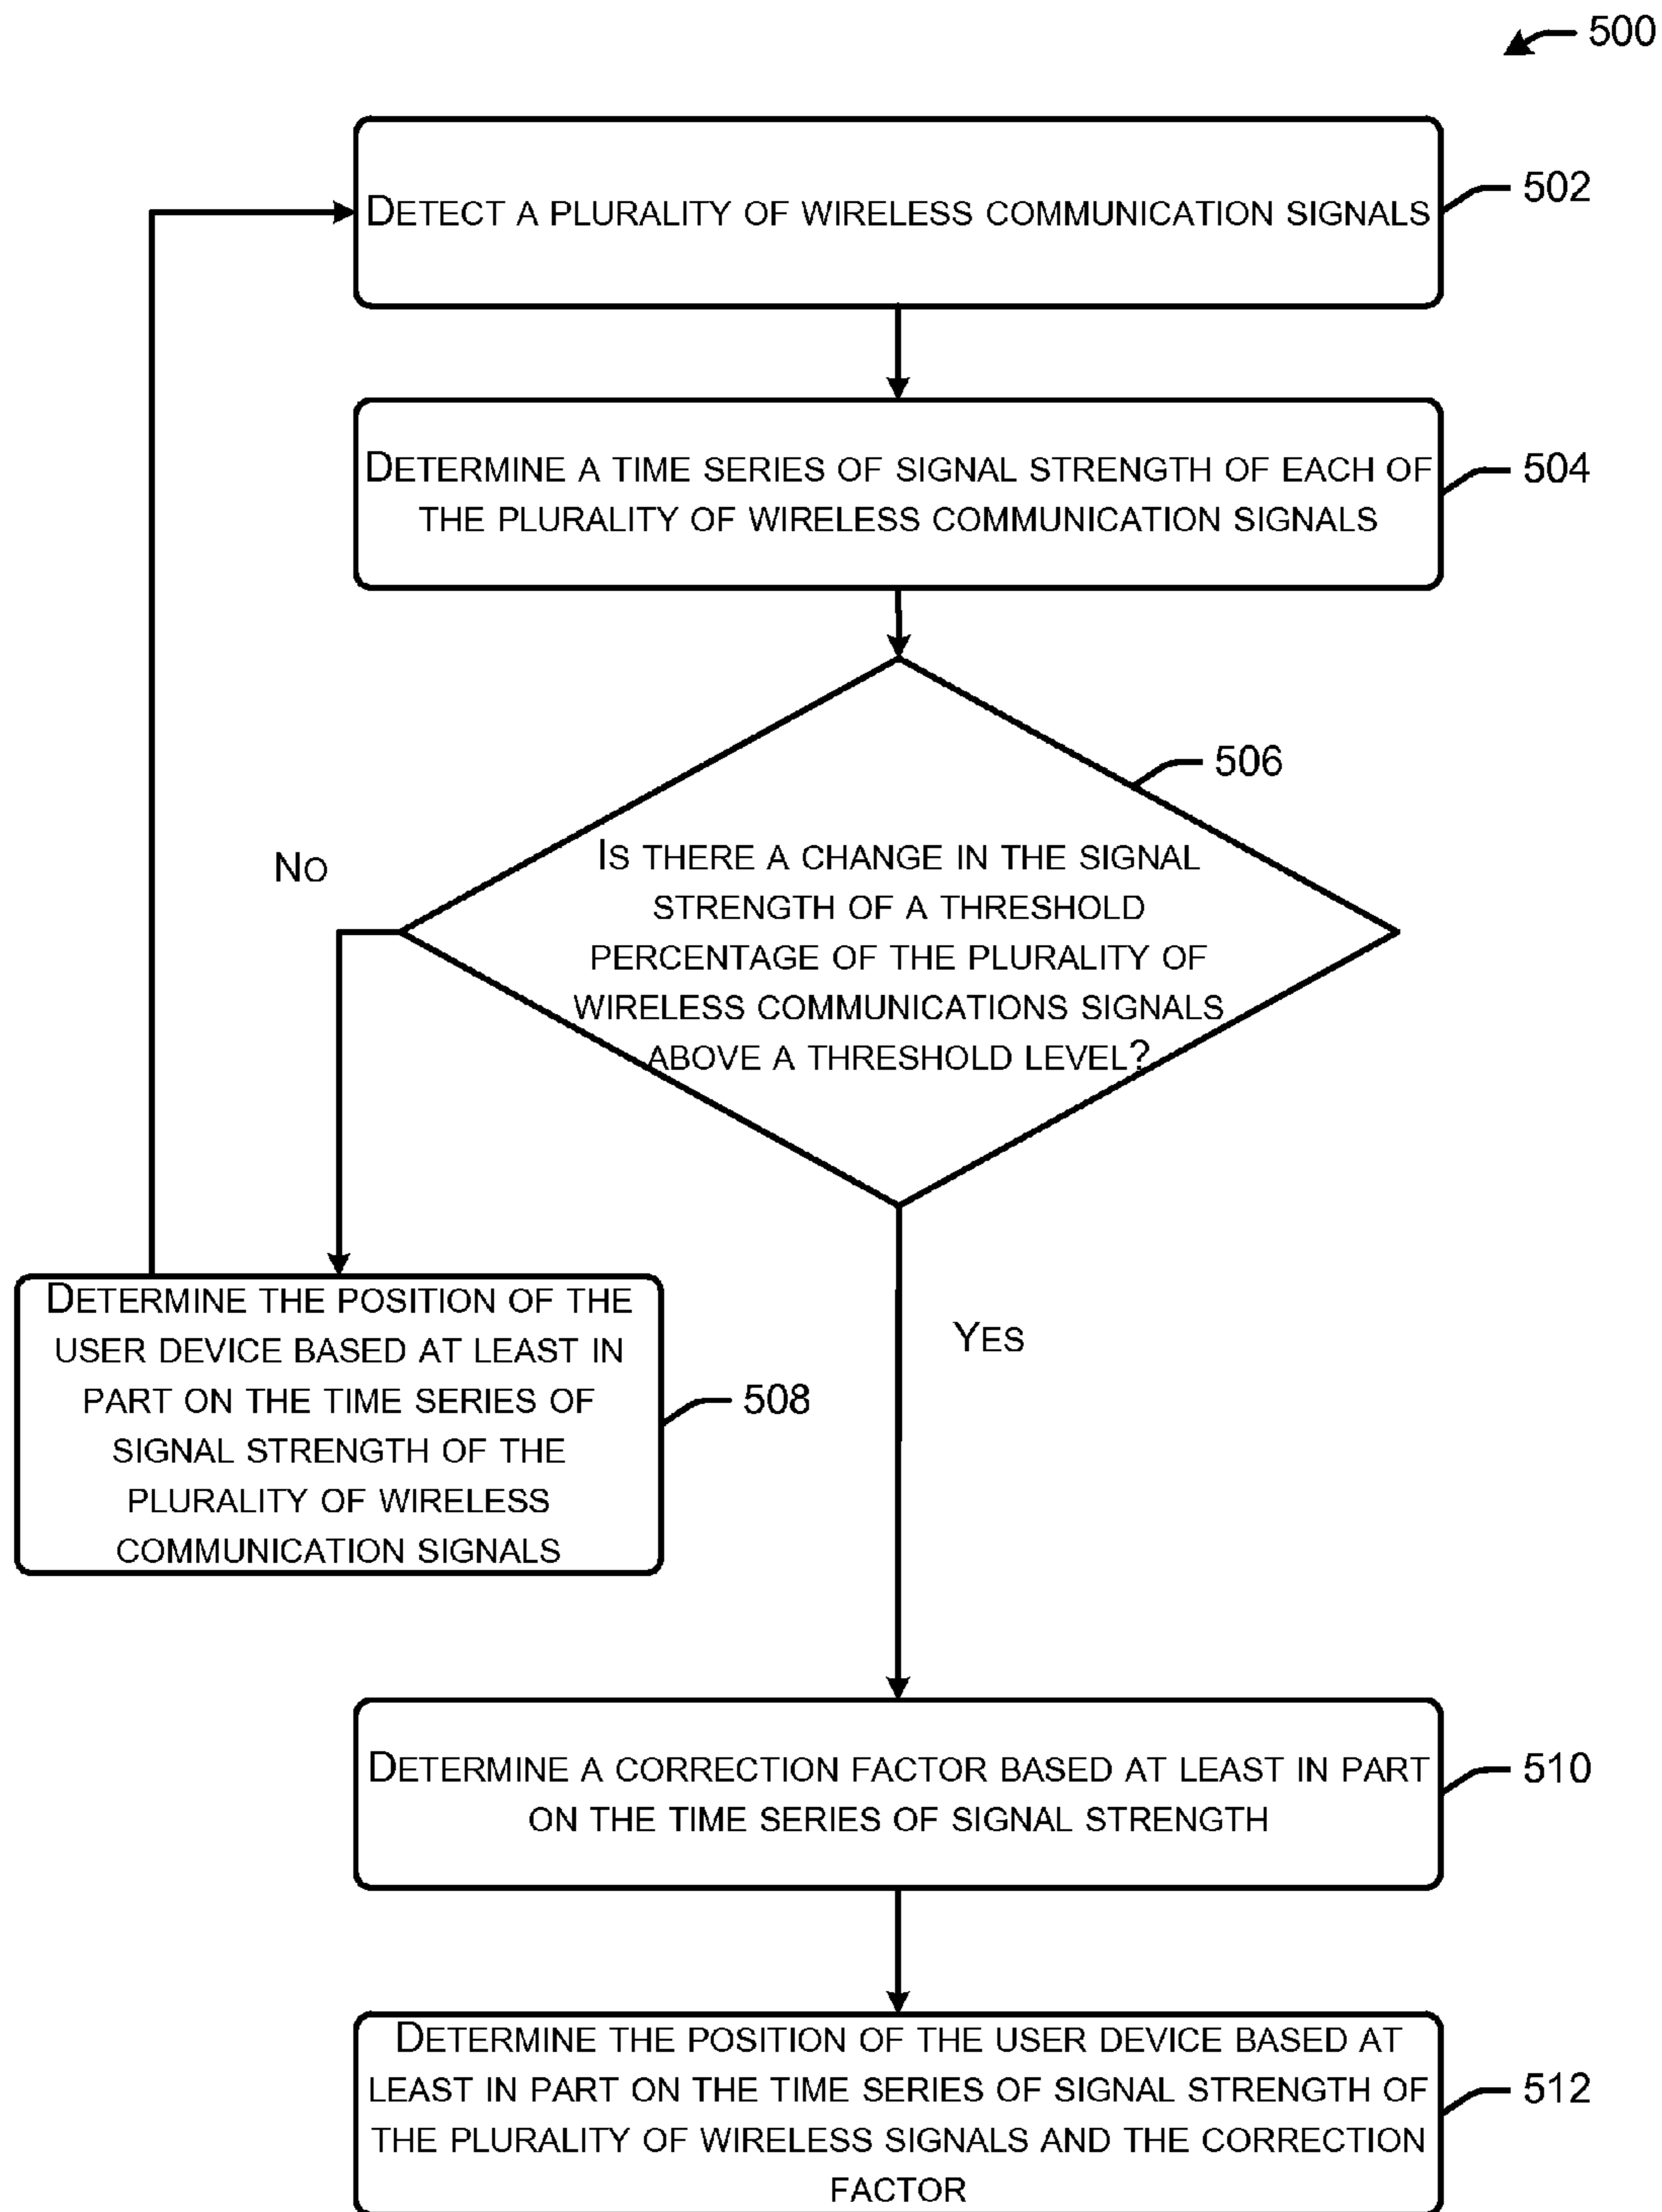 500
DETECT A PLURALITY OF WIRELESS COMMUNICATION SIGNALS
502
DETERMINE A TIME SERIES OF SIGNAL STRENGTH OF EACH OF
THE PLURALITY OF WIRELESS COMMUNICATION SIGNALS
504
506
IS THERE A CHANGE IN THE SIGNAL
STRENGTH OF A THRESHOLD
PERCENTAGE OF THE PLURALITY OF
WIRELESS COMMUNICATIONS SIGNALS
ABOVE A THRESHOLD LEVEL?
NO
YES
DETERMINE THE POSITION OF THE
USER DEVICE BASED AT LEAST IN
PART ON THE TIME SERIES OF
SIGNAL STRENGTH OF THE
PLURALITY OF WIRELESS
COMMUNICATION SIGNALS
508
DETERMINE A CORRECTION FACTOR BASED AT LEAST IN PART
ON THE TIME SERIES OF SIGNAL STRENGTH
510
DETERMINE THE POSITION OF THE USER DEVICE BASED AT
LEAST IN PART ON THE TIME SERIES OF SIGNAL STRENGTH OF
THE PLURALITY OF WIRELESS SIGNALS AND THE CORRECTION
FACTOR
512